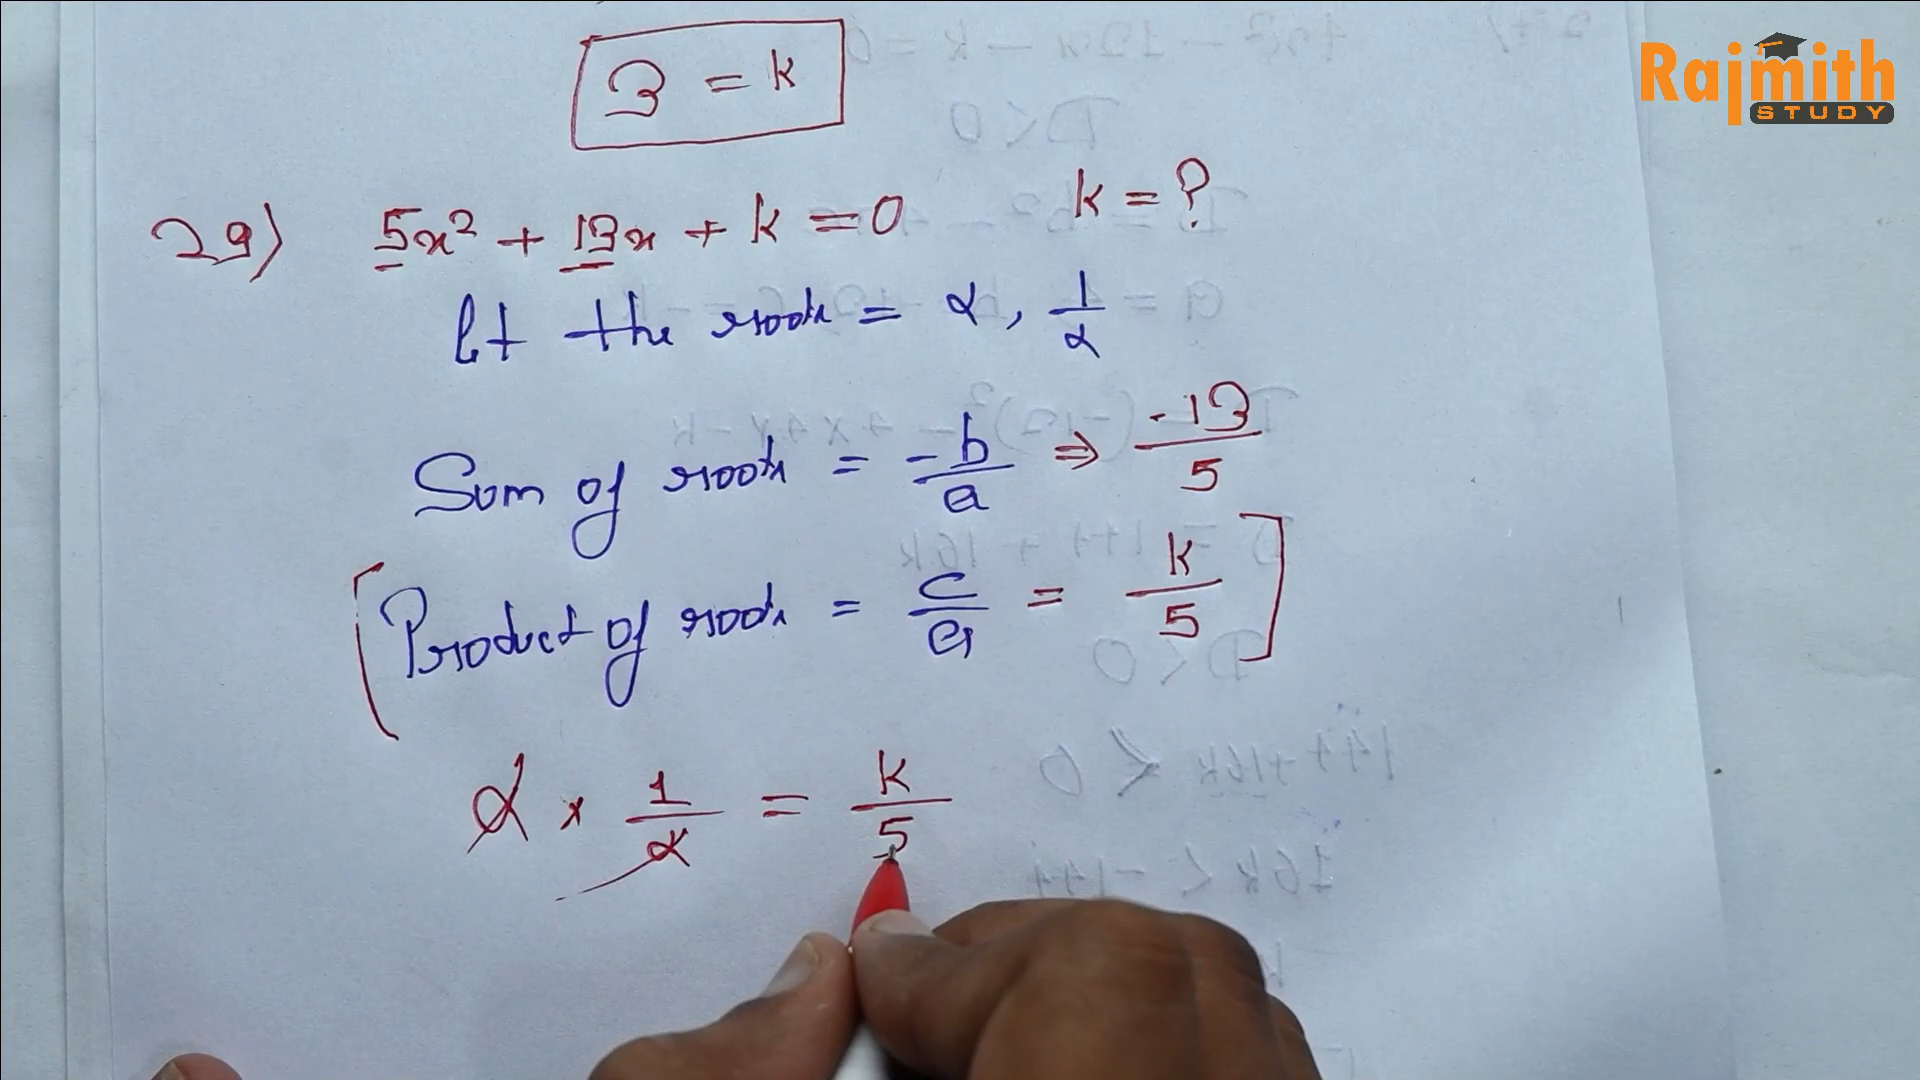 Rajmith
STUDY
3 = k
29) 5x² + 13x + k = 0 k = ?
let the roots = α, 1/α
Sum of roots = -b/a ⇒ -13/5
[Product of roots = c/a = k/5]
α × 1/α = k/5